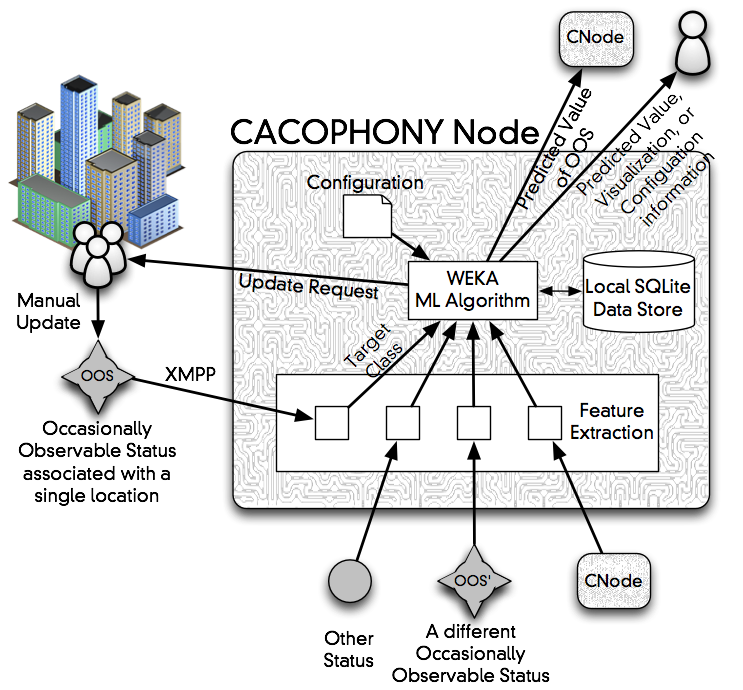 CNode
CACOPHONY Node
Predicted Value
of OOS
Predicted Value,
Visualization, or
Configuation
information
Configuration
WEKA
ML Algorithm
Local SQLite
Data Store
Update Request
Manual
Update
Target
Class
OOS
XMPP
Feature
Extraction
Occasionally
Observable Status
associated with a
single location
OOS'
CNode
Other
Status
A different
Occasionally
Observable Status